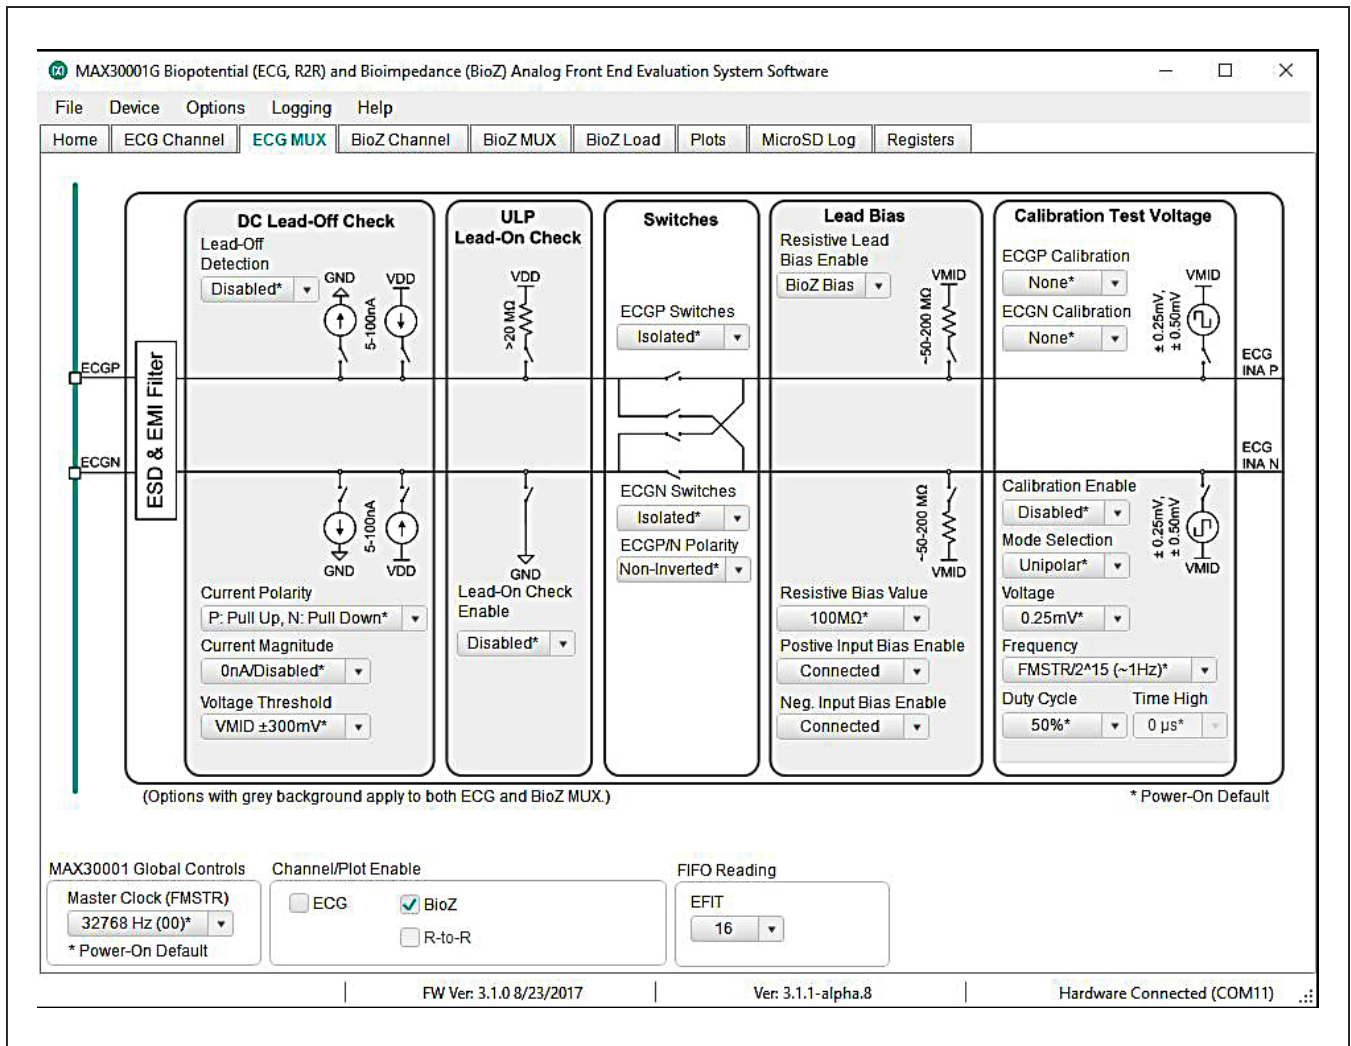 MAX30001G Biopotential (ECG, R2R) and Bioimpedance (BioZ) Analog Front End Evaluation System Software
File Device Options Logging Help
Home ECG Channel ECG MUX BioZ Channel BioZ MUX BioZ Load Plots MicroSD Log Registers
DC Lead-Off Check
Lead-Off
Detection
Disabled*
GND
VDD
5-100nA
ECGP
ECGN
ESD & EMI Filter
5-100nA
GND
VDD
Current Polarity
P: Pull Up, N: Pull Down*
Current Magnitude
0nA/Disabled*
Voltage Threshold
VMID ±300mV*
ULP
Lead-On Check
VDD
>20 MΩ
GND
Lead-On Check
Enable
Disabled*
Switches
ECGP Switches
Isolated*
ECGN Switches
Isolated*
ECGP/N Polarity
Non-Inverted*
Lead Bias
Resistive Lead
Bias Enable
BioZ Bias
VMID
~50-200 MΩ
~50-200 MΩ
VMID
Resistive Bias Value
100MΩ*
Postive Input Bias Enable
Connected
Neg. Input Bias Enable
Connected
Calibration Test Voltage
ECGP Calibration
None*
ECGN Calibration
None*
VMID
± 0.25mV,
± 0.50mV
ECG
INA P
ECG
INA N
Calibration Enable
Disabled*
Mode Selection
Unipolar*
± 0.25mV,
± 0.50mV
VMID
Voltage
0.25mV*
Frequency
FMSTR/2^15 (~1Hz)*
Duty Cycle Time High
50%* 0 µs*
(Options with grey background apply to both ECG and BioZ MUX.)
* Power-On Default
MAX30001 Global Controls
Master Clock (FMSTR)
32768 Hz (00)*
* Power-On Default
Channel/Plot Enable
ECG BioZ
R-to-R
FIFO Reading
EFIT
16
FW Ver: 3.1.0 8/23/2017 Ver: 3.1.1-alpha.8 Hardware Connected (COM11)